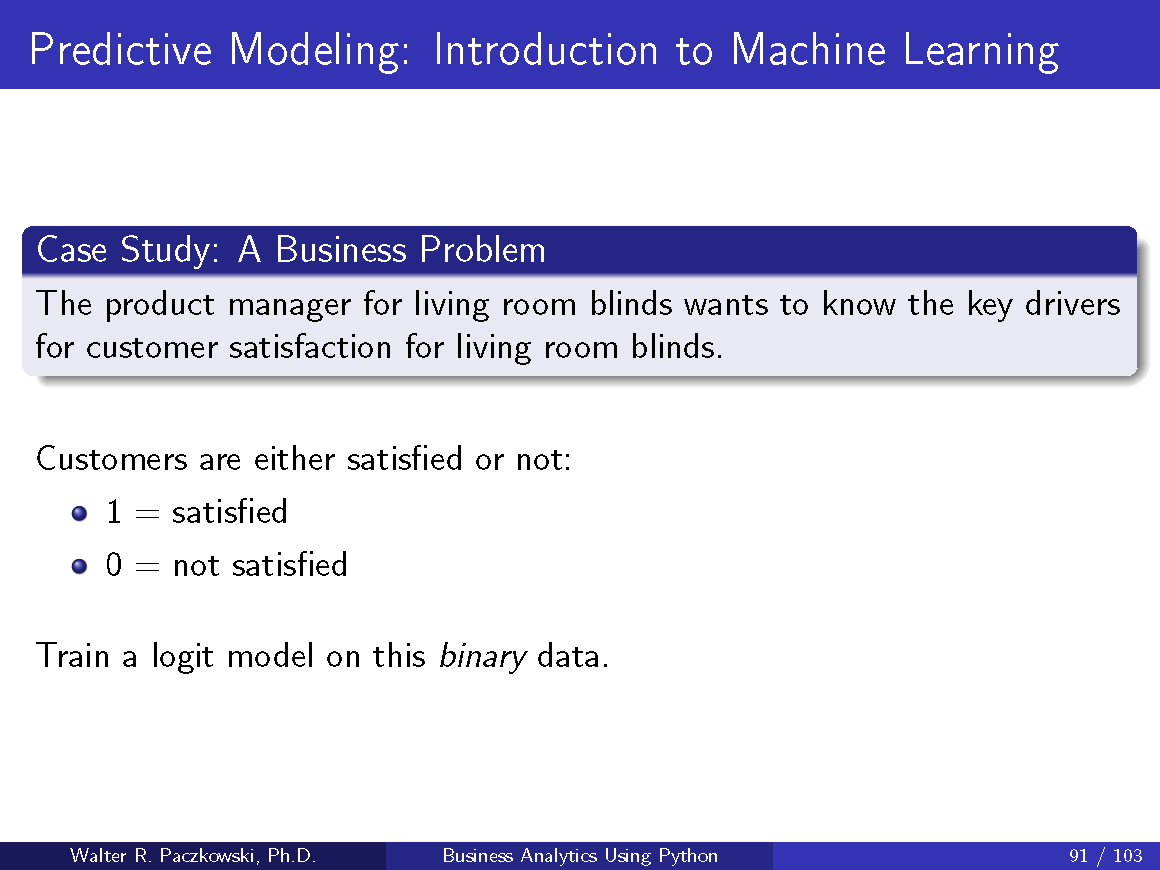 Predictive Modeling: Introduction to Machine Learning
Case Study: A Business Problem
The product manager for living room blinds wants to know the key drivers
for customer satisfaction for living room blinds.
Customers are either satisfied or not:
1 = satisfied
0 = not satisfied
Train a logit model on this binary data.
Walter R. Paczkowski, Ph.D.
Business Analytics Using Python
91 / 103